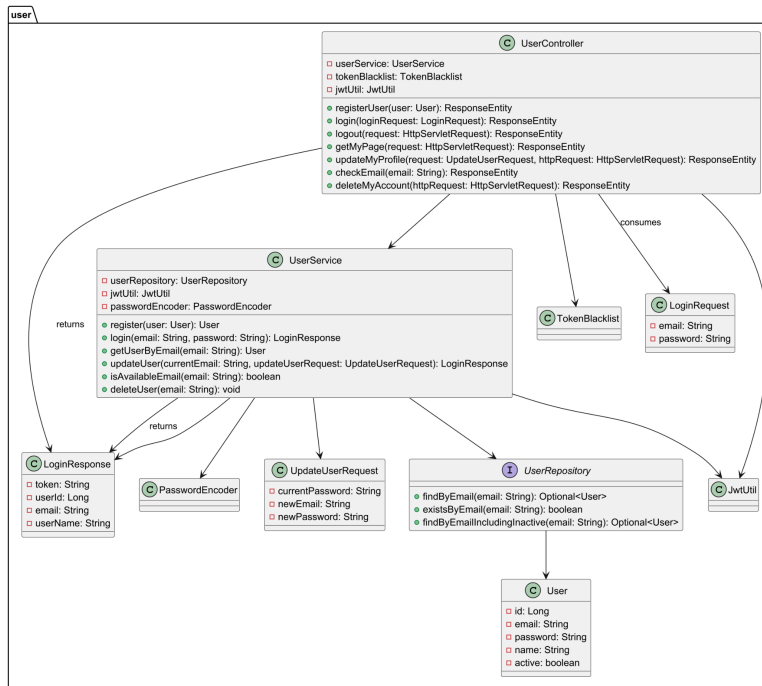 user
C UserController
userService: UserService
tokenBlacklist: TokenBlacklist
jwtUtil: JwtUtil
registerUser(user: User): ResponseEntity
login(loginRequest: LoginRequest): ResponseEntity
logout(request: HttpServletRequest): ResponseEntity
getMyPage(request: HttpServletRequest): ResponseEntity
updateMyProfile(request: UpdateUserRequest, httpRequest: HttpServletRequest): ResponseEntity
checkEmail(email: String): ResponseEntity
deleteMyAccount(httpRequest: HttpServletRequest): ResponseEntity
consumes
returns
C UserService
userRepository: UserRepository
jwtUtil: JwtUtil
passwordEncoder: PasswordEncoder
register(user: User): User
login(email: String, password: String): LoginResponse
getUserByEmail(email: String): User
updateUser(currentEmail: String, updateUserRequest: UpdateUserRequest): LoginResponse
isAvailableEmail(email: String): boolean
deleteUser(email: String): void
C TokenBlacklist
C LoginRequest
email: String
password: String
returns
C LoginResponse
token: String
userId: Long
email: String
userName: String
C PasswordEncoder
C UpdateUserRequest
currentPassword: String
newEmail: String
newPassword: String
I UserRepository
findByEmail(email: String): Optional<User>
existsByEmail(email: String): boolean
findByEmailIncludingInactive(email: String): Optional<User>
C JwtUtil
C User
id: Long
email: String
password: String
name: String
active: boolean